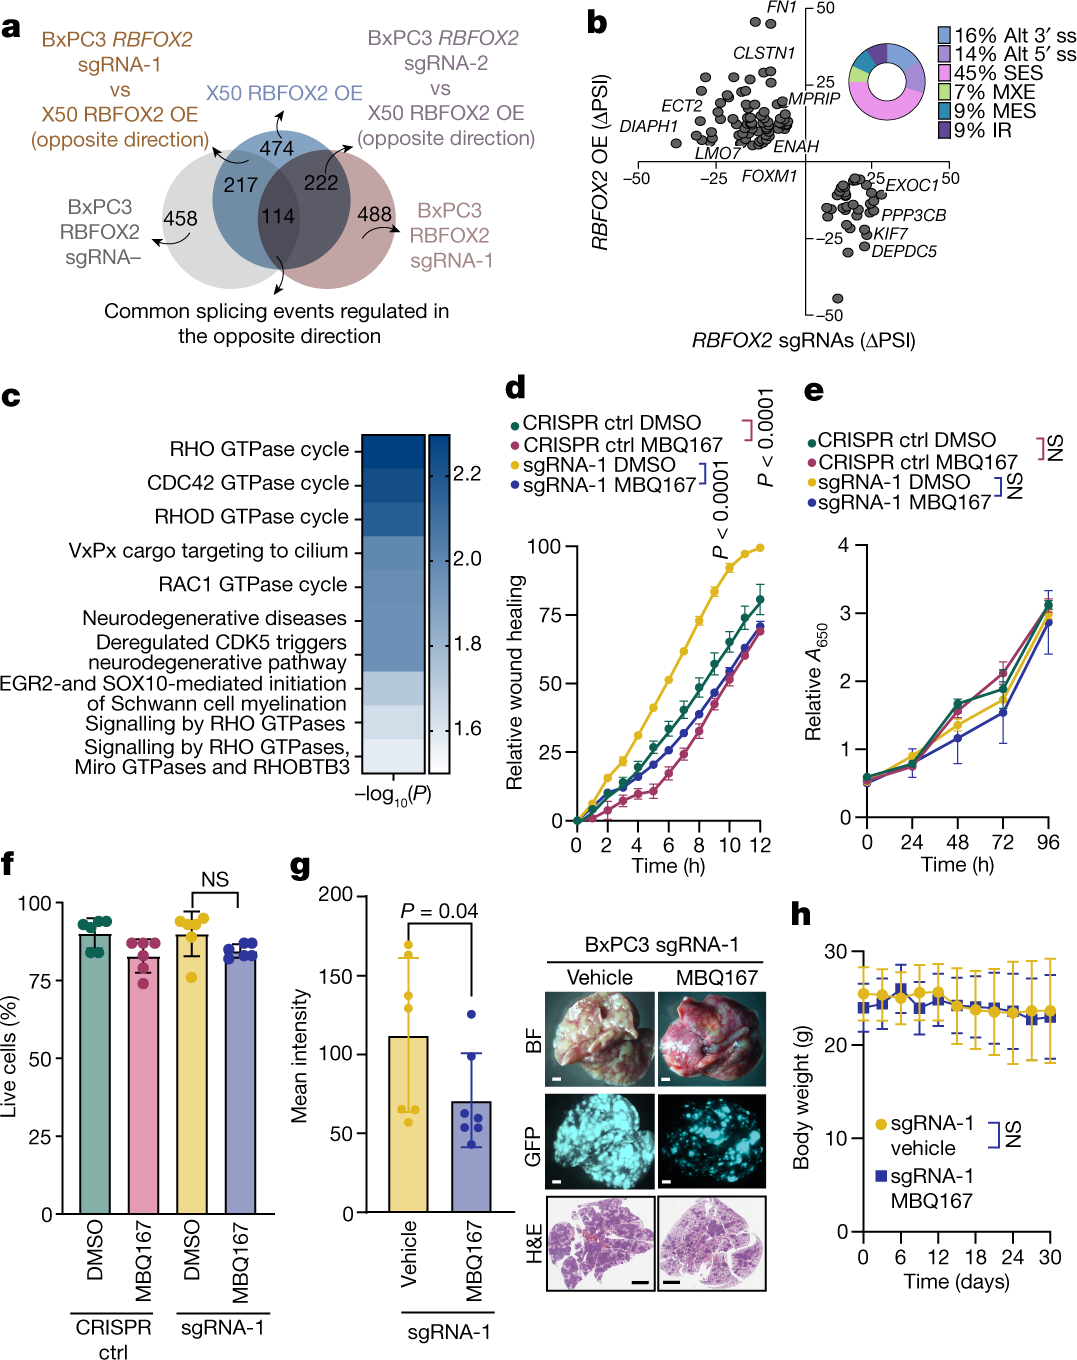 a
BxPC3 RBFOX2
sgRNA-1
vs
X50 RBFOX2 OE
(opposite direction)
X50 RBFOX2 OE
BxPC3 RBFOX2
sgRNA-2
vs
X50 RBFOX2 OE
(opposite direction)
474
217
222
458
114
488
BxPC3
RBFOX2
sgRNA–
BxPC3
RBFOX2
sgRNA-1
Common splicing events regulated in
the opposite direction
b
RBFOX2 OE (ΔPSI)
RBFOX2 sgRNAs (ΔPSI)
50
25
–25
–50
–50
–25
25
50
FN1
CLSTN1
ECT2
MPRIP
DIAPH1
LMO7
ENAH
FOXM1
EXOC1
PPP3CB
KIF7
DEPDC5
16% Alt 3′ ss
14% Alt 5′ ss
45% SES
7% MXE
9% MES
9% IR
c
RHO GTPase cycle
CDC42 GTPase cycle
RHOD GTPase cycle
VxPx cargo targeting to cilium
RAC1 GTPase cycle
Neurodegenerative diseases
Deregulated CDK5 triggers
neurodegenerative pathway
EGR2-and SOX10-mediated initiation
of Schwann cell myelination
Signalling by RHO GTPases
Signalling by RHO GTPases,
Miro GTPases and RHOBTB3
2.2
2.0
1.8
1.6
–log10(P)
d
CRISPR ctrl DMSO
CRISPR ctrl MBQ167
sgRNA-1 DMSO
sgRNA-1 MBQ167
P < 0.0001
P < 0.0001
Relative wound healing
100
75
50
25
0
0 2 4 6 8 10 12
Time (h)
e
CRISPR ctrl DMSO
CRISPR ctrl MBQ167
sgRNA-1 DMSO
sgRNA-1 MBQ167
NS
NS
Relative A650
4
3
2
1
0
0 24 48 72 96
Time (h)
f
Live cells (%)
100
75
50
25
0
NS
DMSO
MBQ167
DMSO
MBQ167
CRISPR
ctrl
sgRNA-1
g
Mean intensity
200
150
100
50
0
P = 0.04
Vehicle
MBQ167
sgRNA-1
BxPC3 sgRNA-1
Vehicle MBQ167
BF
GFP
H&E
h
Body weight (g)
30
20
10
0
sgRNA-1
vehicle
sgRNA-1
MBQ167
NS
0 6 12 18 24 30
Time (days)